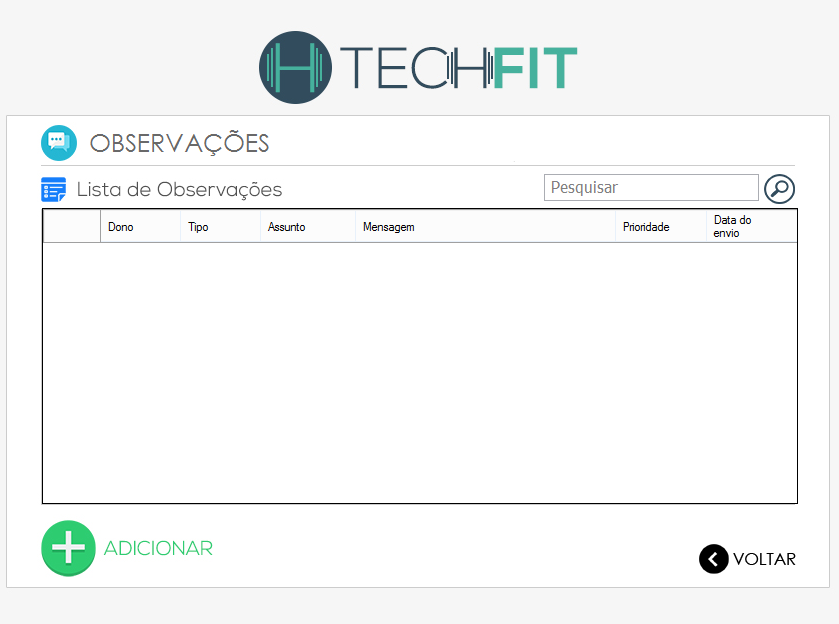 TECHFIT
OBSERVAÇÕES
Lista de Observações
Pesquisar
Dono
Tipo
Assunto
Mensagem
Prioridade
Data do
envio
ADICIONAR
VOLTAR